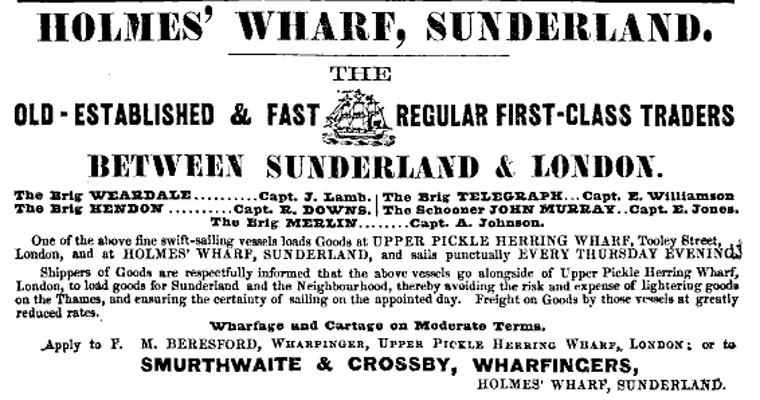 HOLMES' WHARF, SUNDERLAND.
THE
OLD-ESTABLISHED & FAST REGULAR FIRST-CLASS TRADERS
BETWEEN SUNDERLAND & LONDON.
The Brig WEARDALE..........Capt. J. Lamb. | The Brig TELEGRAPH...Capt. E. Williamson
The Brig HENDON ..........Capt. R. DOWNS. | The Schooner JOHN MURRAY..Capt. E. Jones.
The Brig MERLIN........Capt. A. Johnson.
One of the above fine swift-sailing vessels loads Goods at UPPER PICKLE HERRING WHARF, Tooley Street,
London, and at HOLMES' WHARF, SUNDERLAND, and sails punctually EVERY THURSDAY EVENING
Shippers of Goods are respectfully informed that the above vessels go alongside of Upper Pickle Herring Wharf,
London, to load goods for Sunderland and the Neighbourhood, thereby avoiding the risk and expense of lightering goods
on the Thames, and ensuring the certainty of sailing on the appointed day. Freight on Goods by those vessels at greatly
reduced rates.
Wharfage and Cartage on Moderate Terms.
Apply to F. M. BERESFORD, WHARFINGER, UPPER PICKLE HERRING WHARF, LONDON; or to
SMURTHWAITE & CROSSBY, WHARFINGERS,
HOLMES' WHARF, SUNDERLAND.